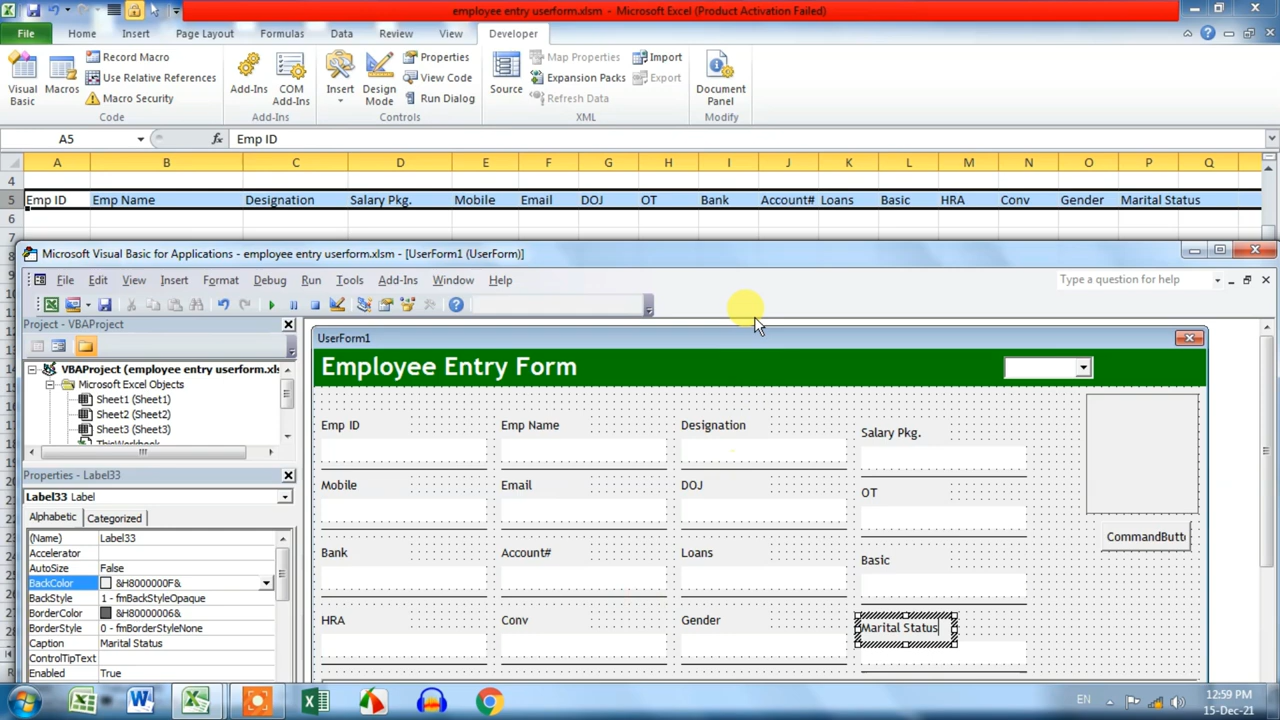 employee entry userform.xlsm - Microsoft Excel (Product Activation Failed)
File Home Insert Page Layout Formulas Data Review View Developer
Visual Basic
Macros
Record Macro
Use Relative References
Macro Security
Code
Add-Ins
COM Add-Ins
Add-Ins
Insert
Design Mode
Properties
View Code
Run Dialog
Controls
Source
Map Properties
Expansion Packs
Refresh Data
Import
Export
XML
Document Panel
Modify
A5 fx Emp ID
A B C D E F G H I J K L M N O P Q
4
5 Emp ID Emp Name Designation Salary Pkg. Mobile Email DOJ OT Bank Account# Loans Basic HRA Conv Gender Marital Status
6
7
8 Microsoft Visual Basic for Applications - employee entry userform.xlsm - [UserForm1 (UserForm)]
File Edit View Insert Format Debug Run Tools Add-Ins Window Help Type a question for help
Project - VBAProject
VBAProject (employee entry userform.xls
Microsoft Excel Objects
Sheet1 (Sheet1)
Sheet2 (Sheet2)
Sheet3 (Sheet3)
ThisWorkbook
Properties - Label33
Label33 Label
Alphabetic Categorized
(Name) Label33
Accelerator
AutoSize False
BackColor &H8000000F&
BackStyle 1 - fmBackStyleOpaque
BorderColor &H80000006&
BorderStyle 0 - fmBorderStyleNone
Caption Marital Status
ControlTipText
Enabled True
UserForm1
Employee Entry Form
Emp ID Emp Name Designation Salary Pkg.
Mobile Email DOJ OT
CommandButt
Bank Account# Loans Basic
HRA Conv Gender Marital Status
EN
12:59 PM
15-Dec-21